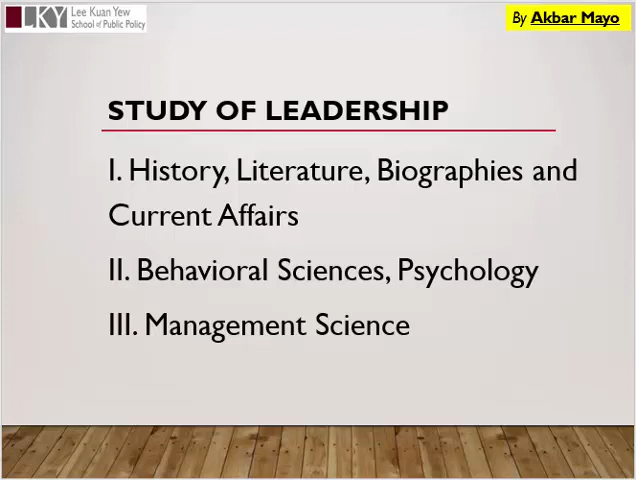 LKY Lee Kuan Yew
School of Public Policy
By Akbar Mayo
STUDY OF LEADERSHIP
I. History, Literature, Biographies and
Current Affairs
II. Behavioral Sciences, Psychology
III. Management Science